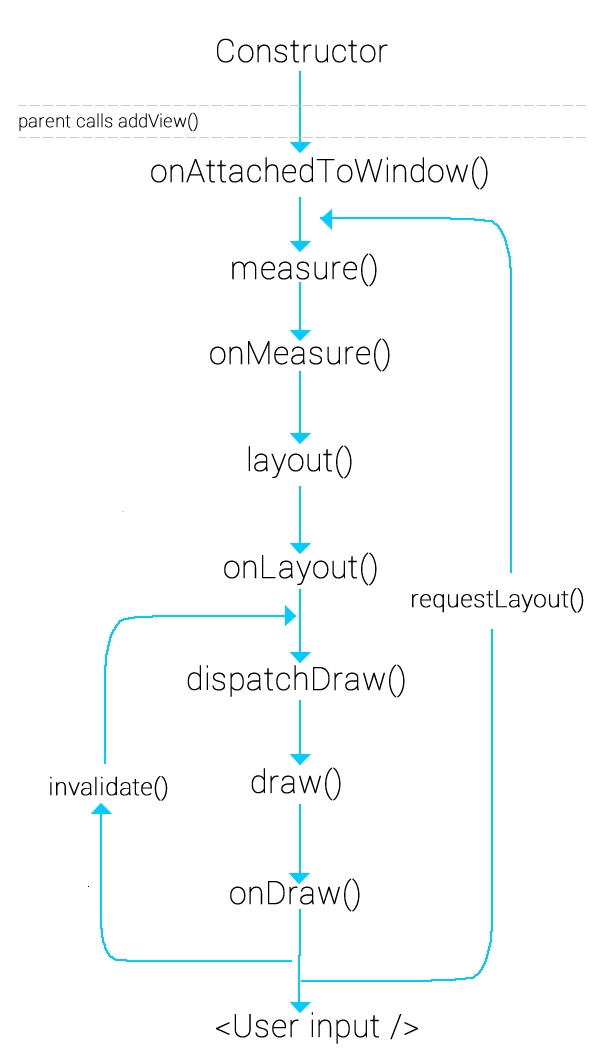 Constructor
parent calls addView()
onAttachedToWindow()
measure()
onMeasure()
layout()
onLayout()
requestLayout()
dispatchDraw()
invalidate()
draw()
onDraw()
<User input />